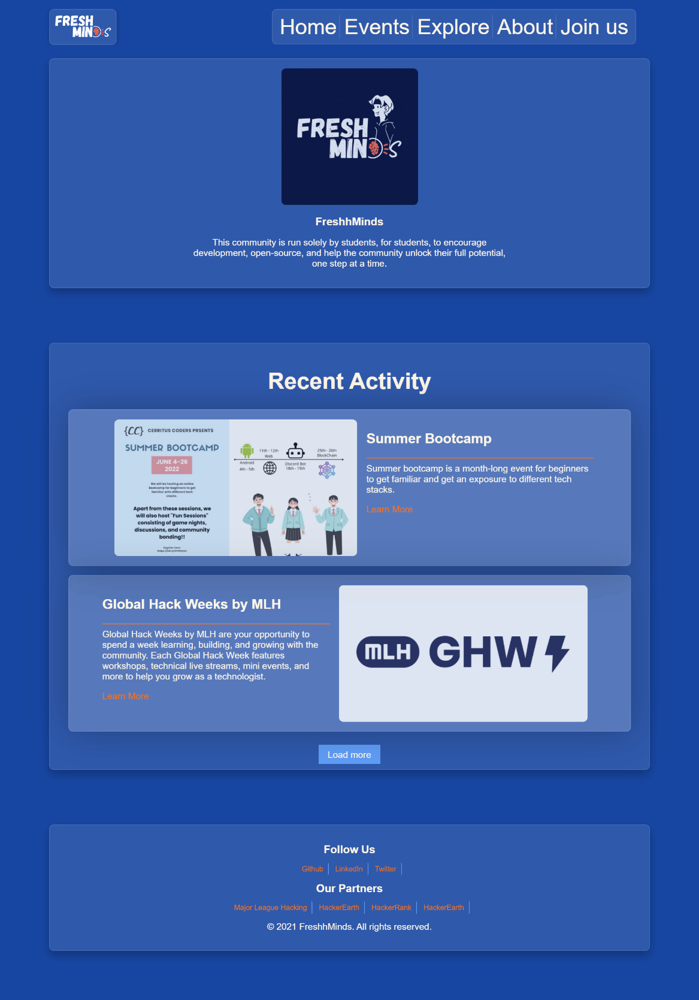 FRESH
MINDS
Home Events Explore About Join us
FRESH
MINDS
FreshhMinds
This community is run solely by students, for students, to encourage
development, open-source, and help the community unlock their full potential,
one step at a time.
Recent Activity
{CC} CERRITUS CODERS PRSENTS
SUMMER BOOTCAMP
JUNE 4-26
2022
We will be hosting an online
Bootcamp for beginners to get
familiar with different tech
stacks.
Apart from these sessions, we
will also host "Fun Sessions"
consisting of game nights,
discussions, and community
bonding!!
Register here:
11th - 12th
Web
25th - 26th
BlockChain
Android
4th - 5th
Discord Bot
18th - 19th
Summer Bootcamp
Summer bootcamp is a month-long event for beginners
to get familiar and get an exposure to different tech
stacks.
Learn More
Global Hack Weeks by MLH
Global Hack Weeks by MLH are your opportunity to
spend a week learning, building, and growing with the
community. Each Global Hack Week features
workshops, technical live streams, mini events, and
more to help you grow as a technologist.
Learn More
MLH GHW
Load more
Follow Us
Github LinkedIn Twitter
Our Partners
Major League Hacking HackerEarth HackerRank HackerEarth
© 2021 FreshhMinds. All rights reserved.